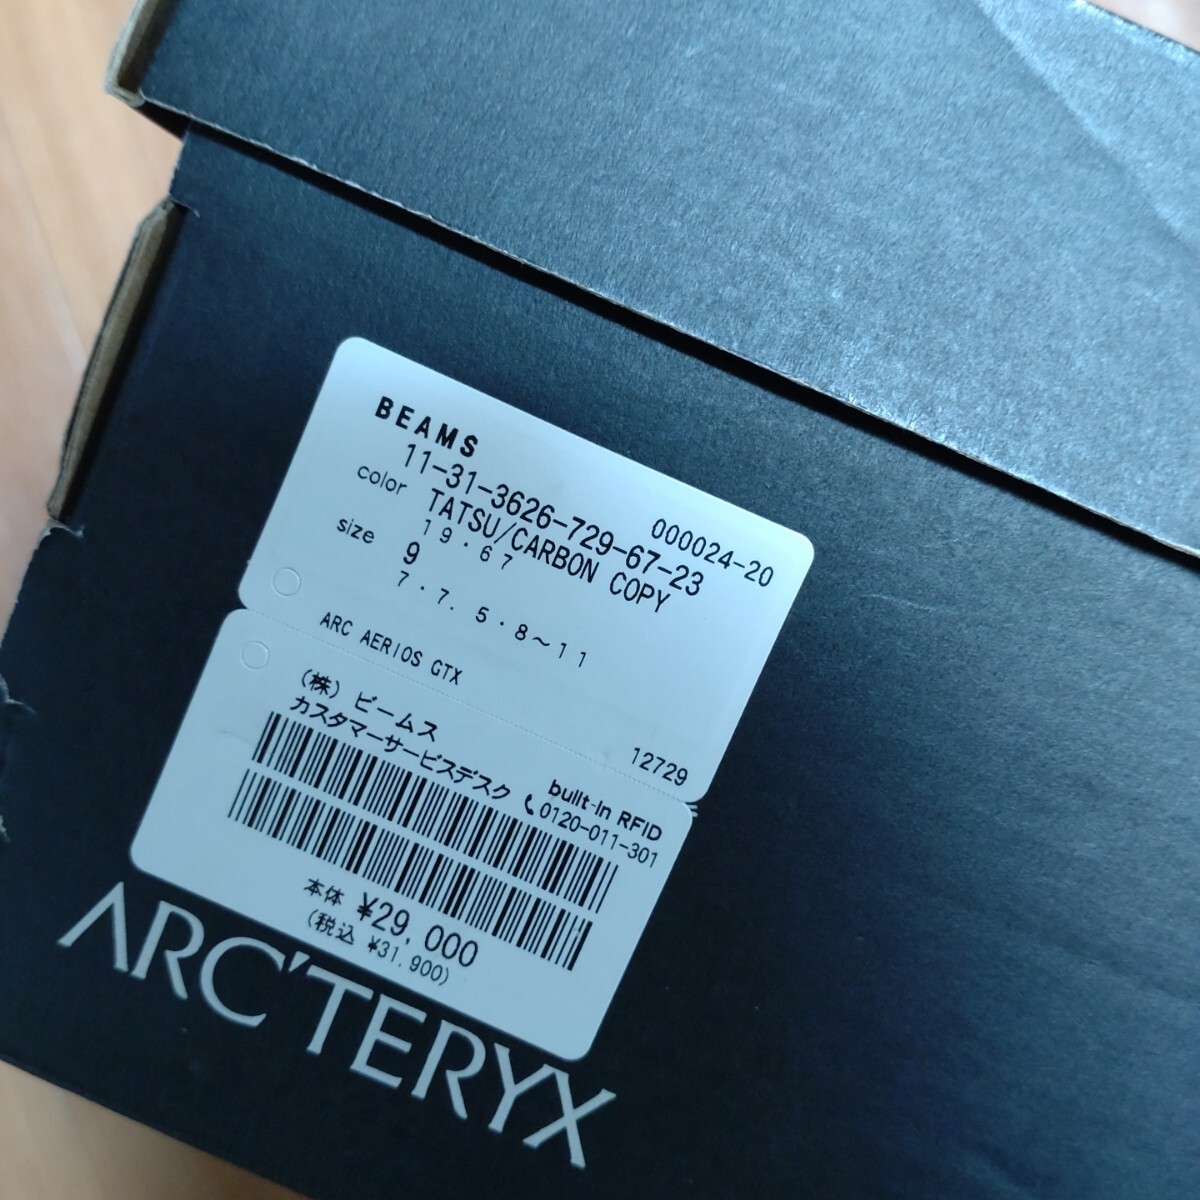 BEAMS
000024-20
11-31-3626-729-67-23
color TATSU/CARBON COPY
19・67
size 9
7・7.5・8～11
ARC AERIOS GTX
12729
(株) ビームス
built-in RFID
カスタマーサービスデスク 0120-011-301
本体 ¥29,000
(税込 ¥31,900)
ARC'TERYX